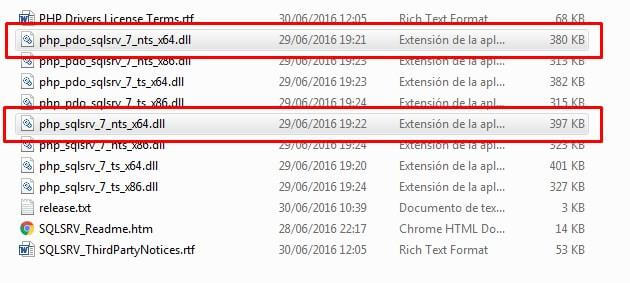 PHP Drivers License Terms.rtf 30/06/2016 12:05 Rich Text Format 68 KB
php_pdo_sqlsrv_7_nts_x64.dll 29/06/2016 19:21 Extensión de la apl... 380 KB
php_pdo_sqlsrv_7_nts_x86.dll 29/06/2016 19:23 Extensión de la apl... 313 KB
php_pdo_sqlsrv_7_ts_x64.dll 29/06/2016 19:23 Extensión de la apl... 382 KB
php_pdo_sqlsrv_7_ts_x86.dll 29/06/2016 19:24 Extensión de la apl... 315 KB
php_sqlsrv_7_nts_x64.dll 29/06/2016 19:22 Extensión de la apl... 397 KB
php_sqlsrv_7_nts_x86.dll 29/06/2016 19:24 Extensión de la apl... 323 KB
php_sqlsrv_7_ts_x64.dll 29/06/2016 19:20 Extensión de la apl... 401 KB
php_sqlsrv_7_ts_x86.dll 29/06/2016 19:23 Extensión de la apl... 327 KB
release.txt 30/06/2016 10:39 Documento de tex... 3 KB
SQLSRV_Readme.htm 28/06/2016 22:17 Chrome HTML Do... 14 KB
SQLSRV_ThirdPartyNotices.rtf 30/06/2016 12:05 Rich Text Format 53 KB